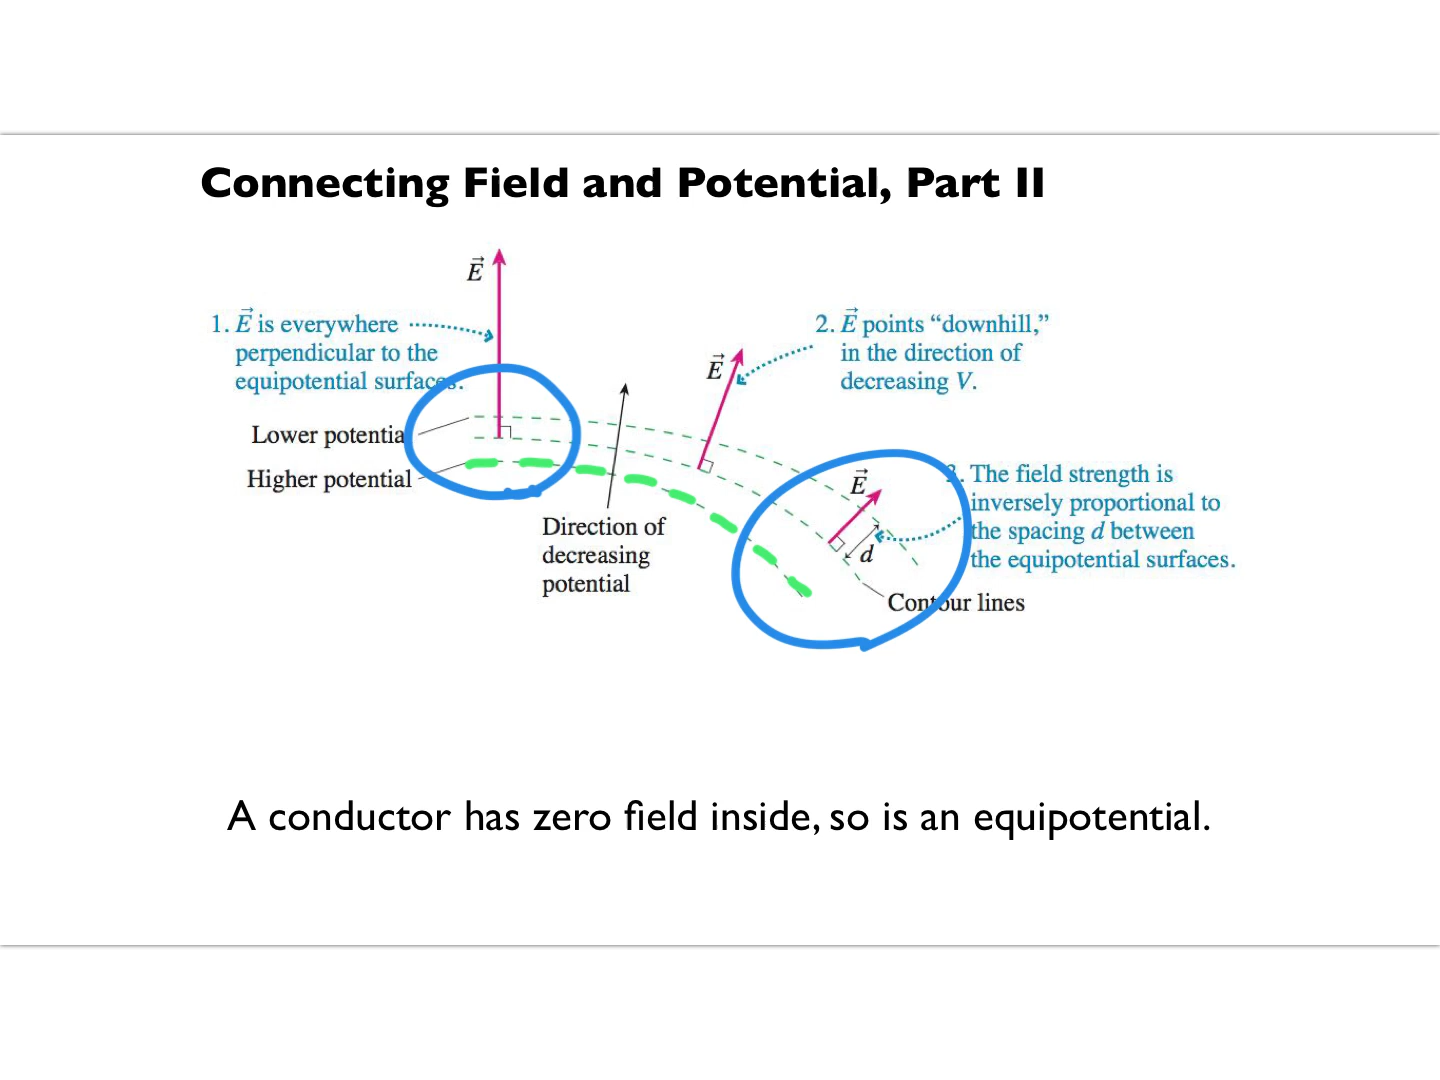 Connecting Field and Potential, Part II
E
1. E is everywhere
perpendicular to the
equipotential surfaces.
Lower potential
Higher potential
Direction of
decreasing
potential
E
2. E points “downhill,”
in the direction of
decreasing V.
E
d
3. The field strength is
inversely proportional to
the spacing d between
the equipotential surfaces.
Contour lines
A conductor has zero field inside, so is an equipotential.